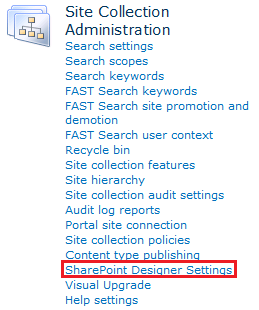 Site Collection
Administration
Search settings
Search scopes
Search keywords
FAST Search keywords
FAST Search site promotion and
demotion
FAST Search user context
Recycle bin
Site collection features
Site hierarchy
Site collection audit settings
Audit log reports
Portal site connection
Site collection policies
Content type publishing
SharePoint Designer Settings
Visual Upgrade
Help settings